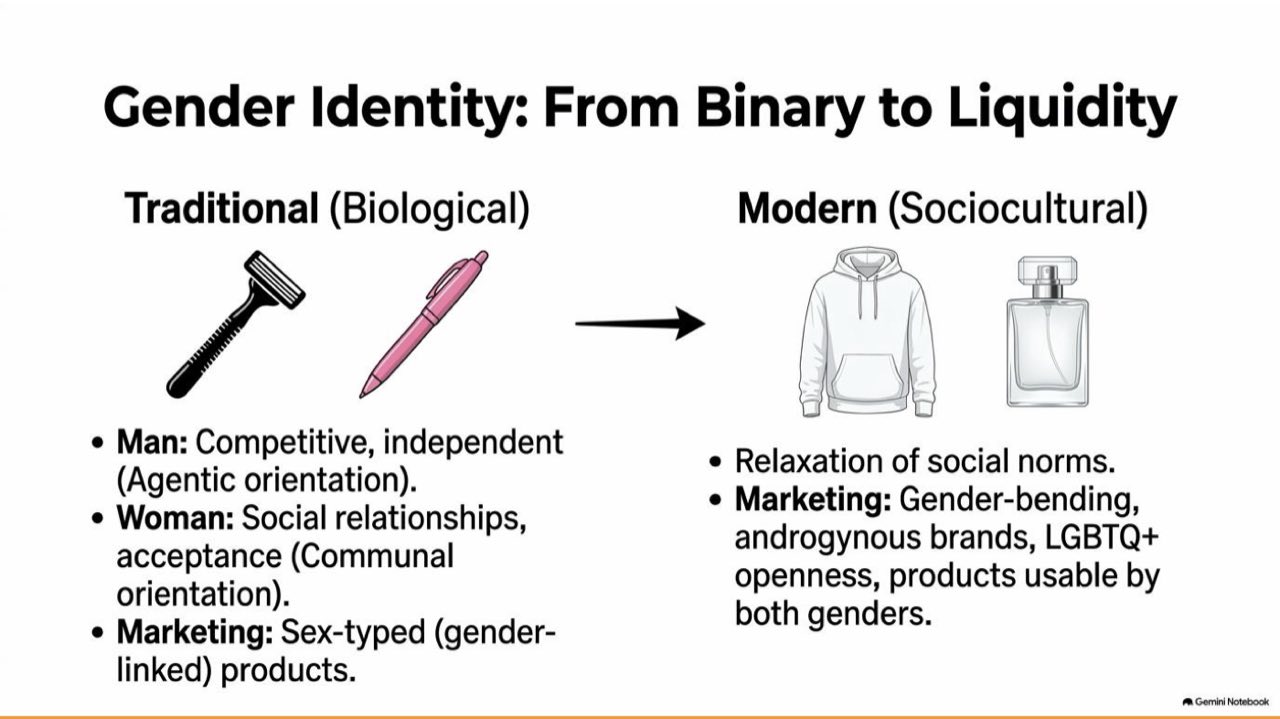 Gender Identity: From Binary to Liquidity
Traditional (Biological)
• Man: Competitive, independent
(Agentic orientation).
• Woman: Social relationships,
acceptance (Communal
orientation).
• Marketing: Sex-typed (gender-
linked) products.
Modern (Sociocultural)
• Relaxation of social norms.
• Marketing: Gender-bending,
androgynous brands, LGBTQ+
openness, products usable by
both genders.
Gemini Notebook